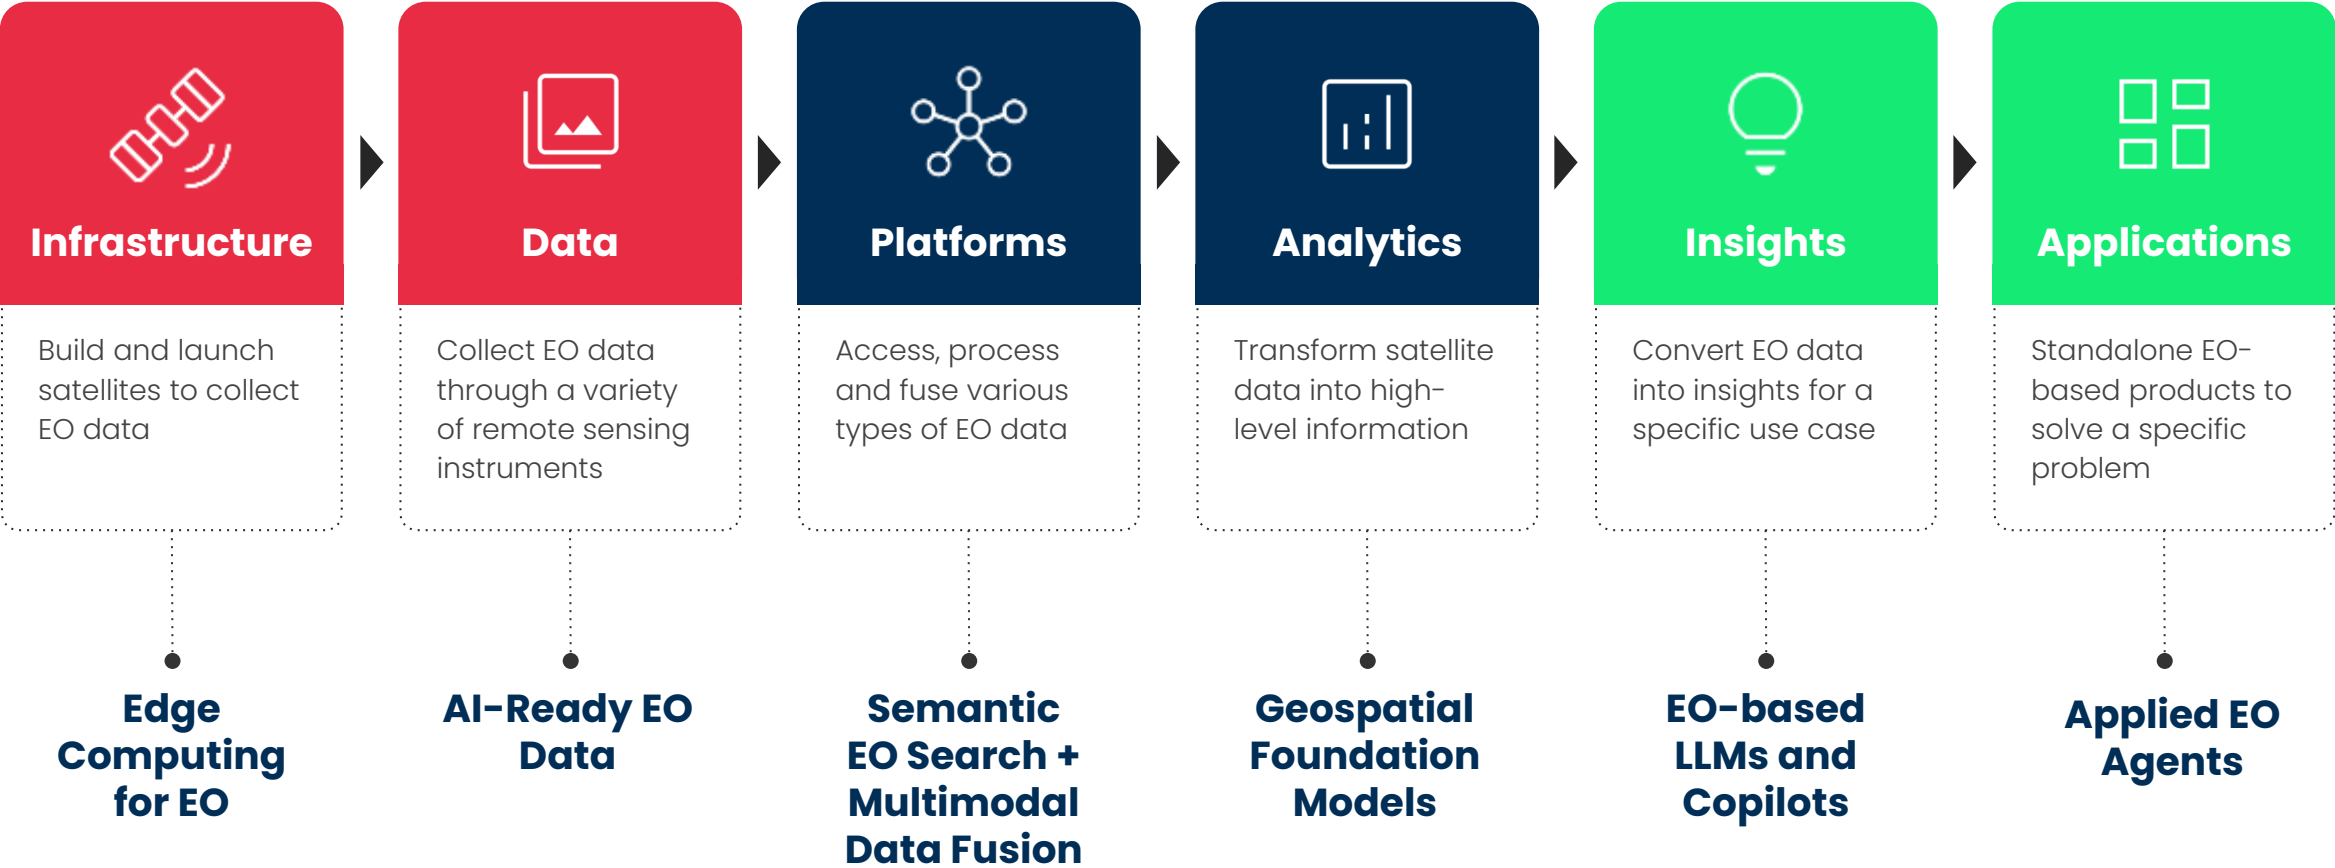 Infrastructure
Build and launch
satellites to collect
EO data
Edge
Computing
for EO
Data
Collect EO data
through a variety
of remote sensing
instruments
AI-Ready EO
Data
Platforms
Access, process
and fuse various
types of EO data
Semantic
EO Search +
Multimodal
Data Fusion
Analytics
Transform satellite
data into high-
level information
Geospatial
Foundation
Models
Insights
Convert EO data
into insights for a
specific use case
EO-based
LLMs and
Copilots
Applications
Standalone EO-
based products to
solve a specific
problem
Applied EO
Agents